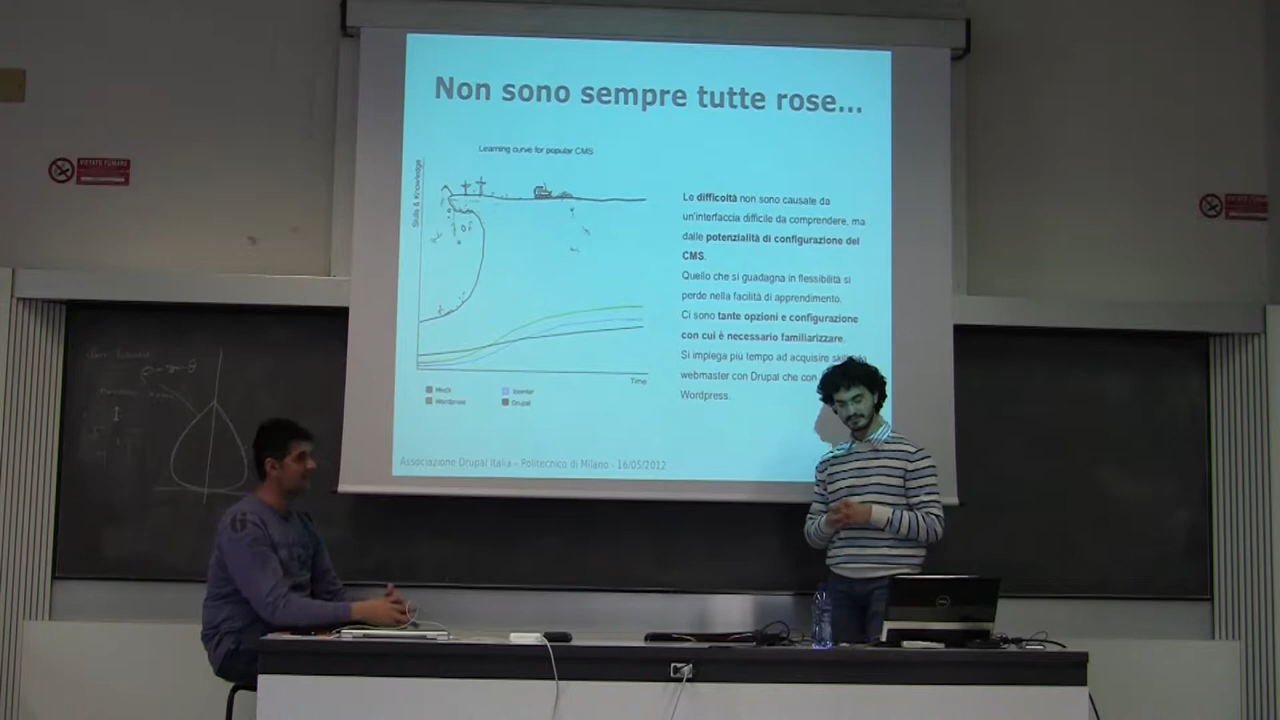 Non sono sempre tutte rose...
Learning curve for popular CMS
Skills & Knowledge
Time
Wordpress
Joomla!
Drupal
Le difficoltà non sono causale da
un'interfaccia difficile da comprendere, ma
dalle potenzialità di configurazione del
CMS.
Quello che si guadagna in flessibilità si
perde nella facilità di apprendimento.
Ci sono tante opzioni e configurazione
con cui è necessario familiarizzare.
Si impiega più tempo ad acquisire
webmaster con Drupal che con
Wordpress.
Associazione Drupal Italia - Politecnico di Milano - 16/05/2012
VIETATO FUMARE
VIETATO FUMARE
DELL